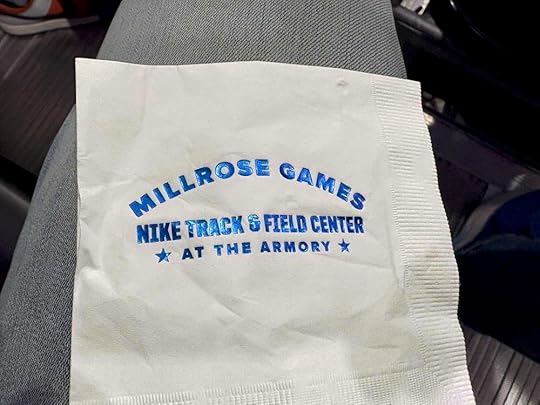 MILLROSE GAMES
NIKE TRACK & FIELD CENTER
★ AT THE ARMORY ★